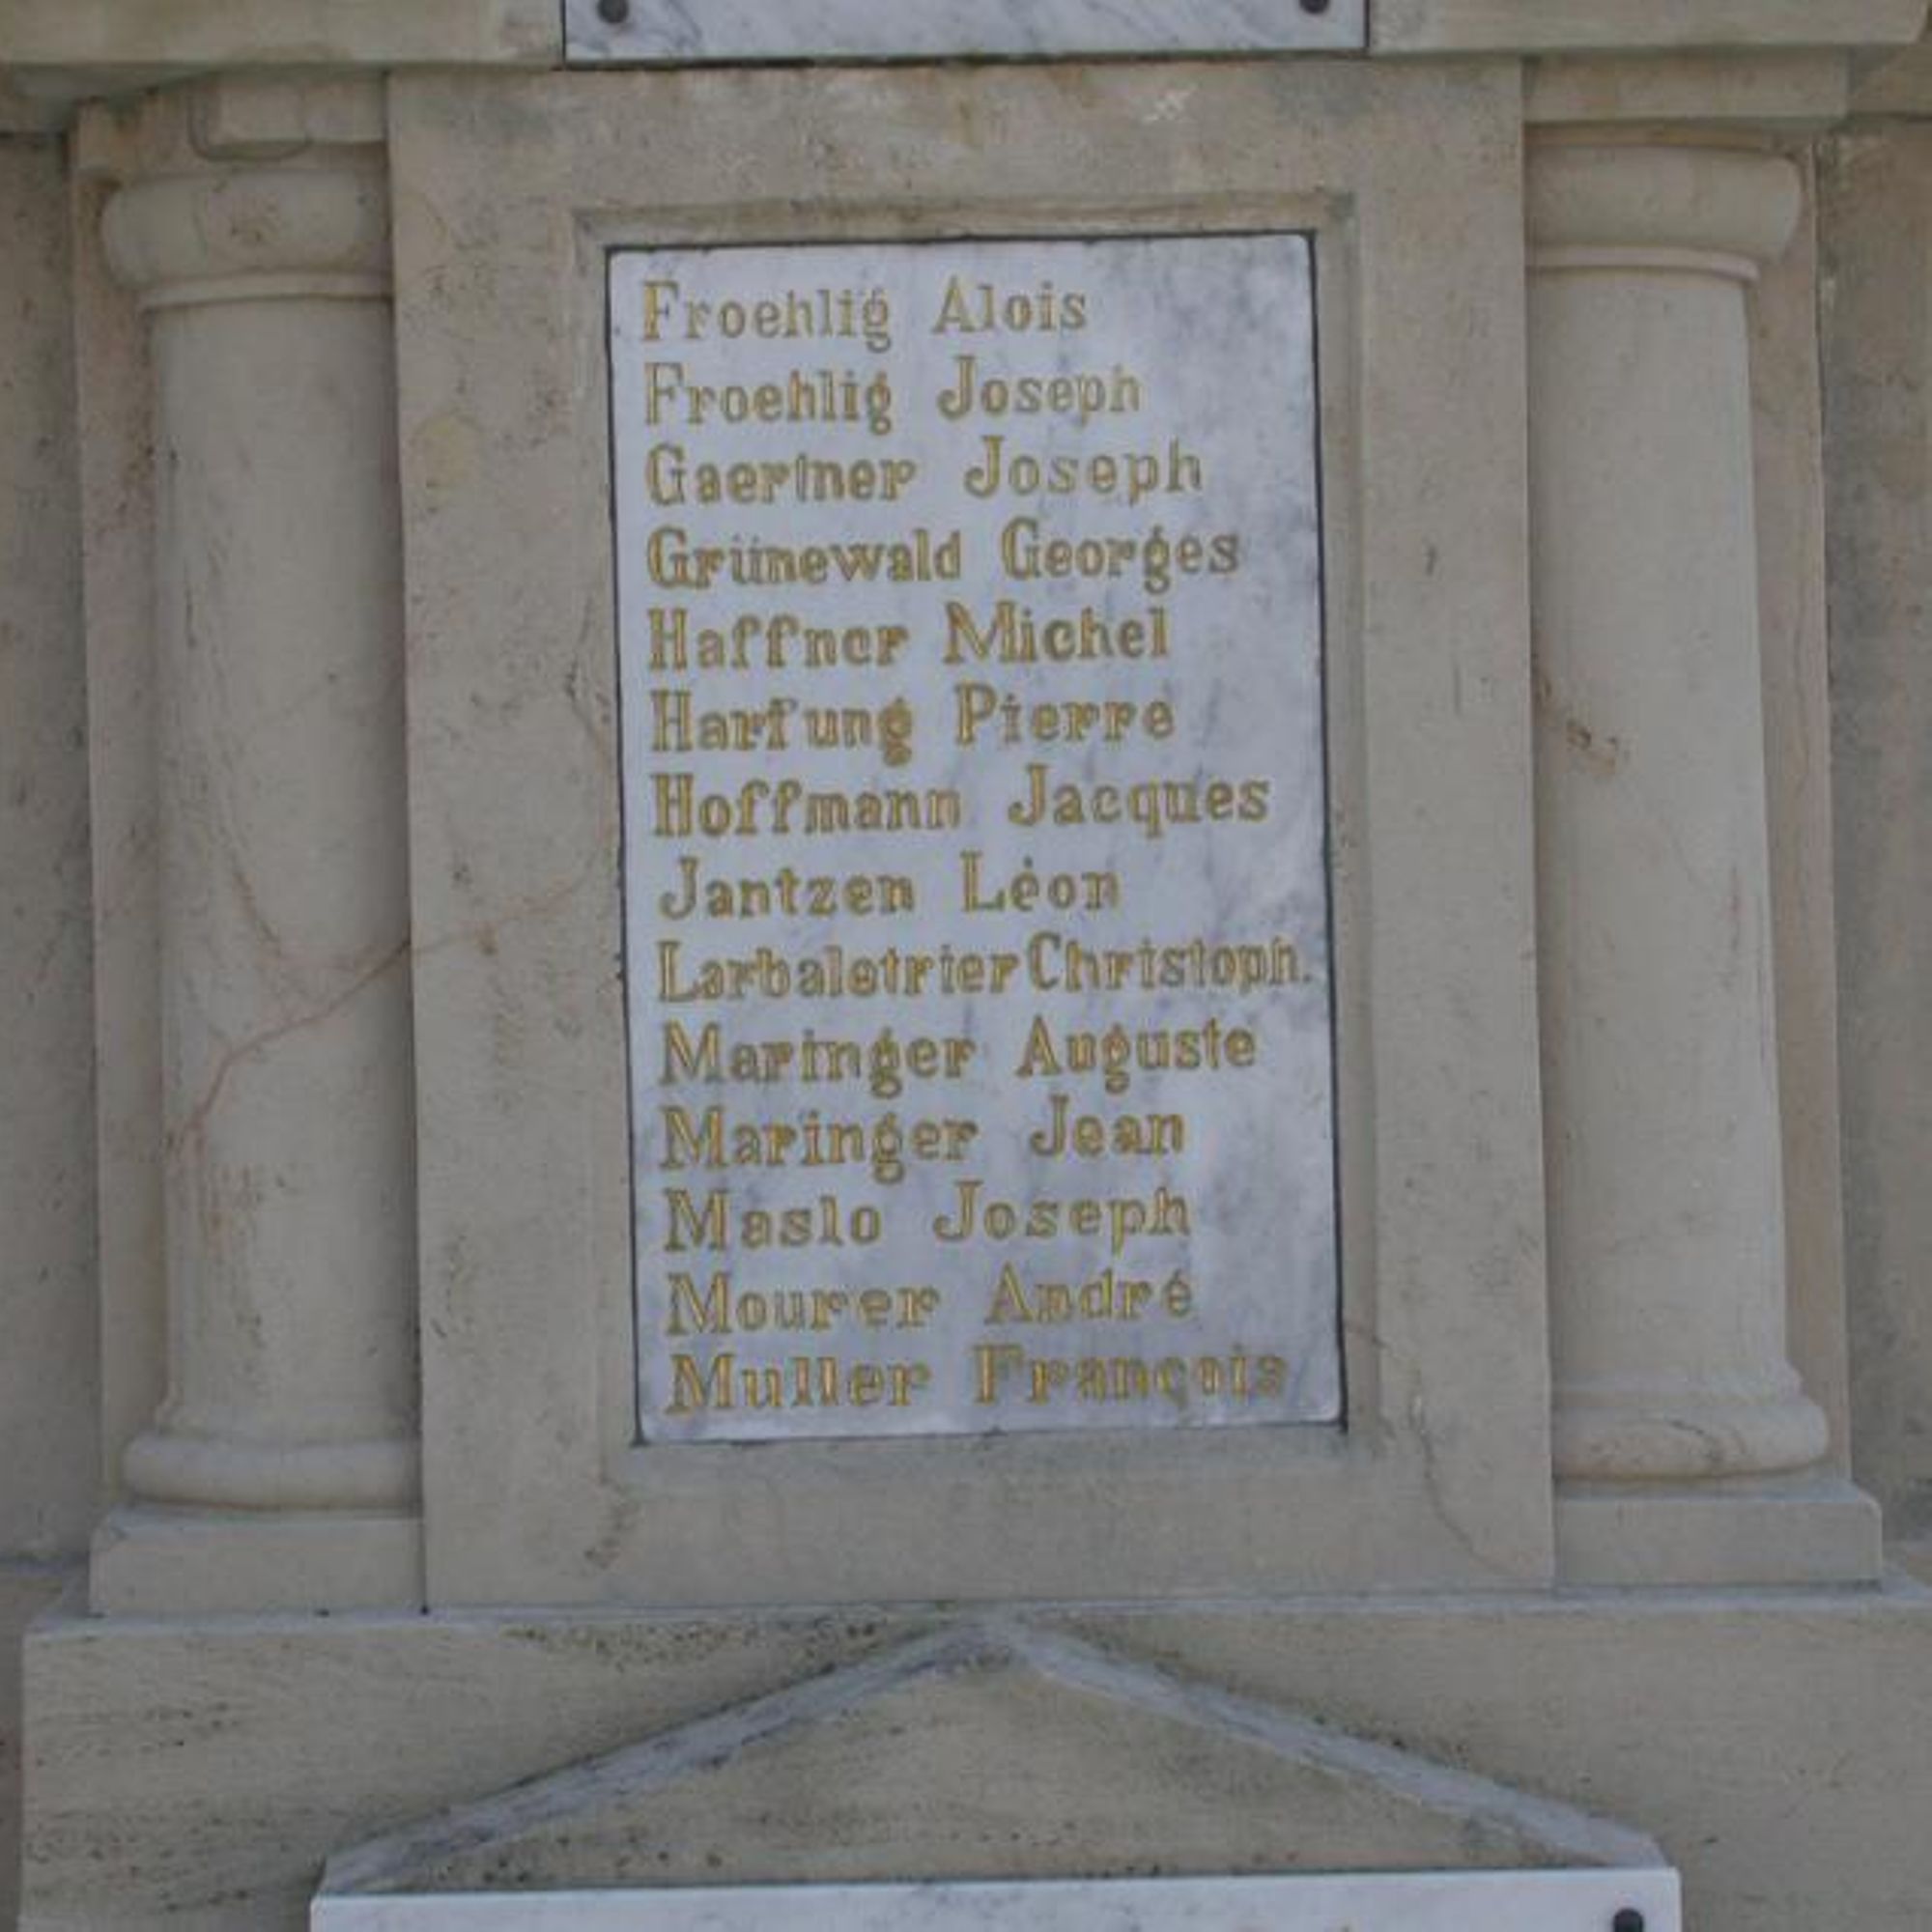 Froehlig Alois
Froehlig Joseph
Gaertner Joseph
Grünewald Georges
Haffner Michel
Hartung Pierre
Hoffmann Jacques
Jantzen Léon
Larbaletrier Christoph.
Maringer Auguste
Maringer Jean
Maslo Joseph
Mourer André
Muller François